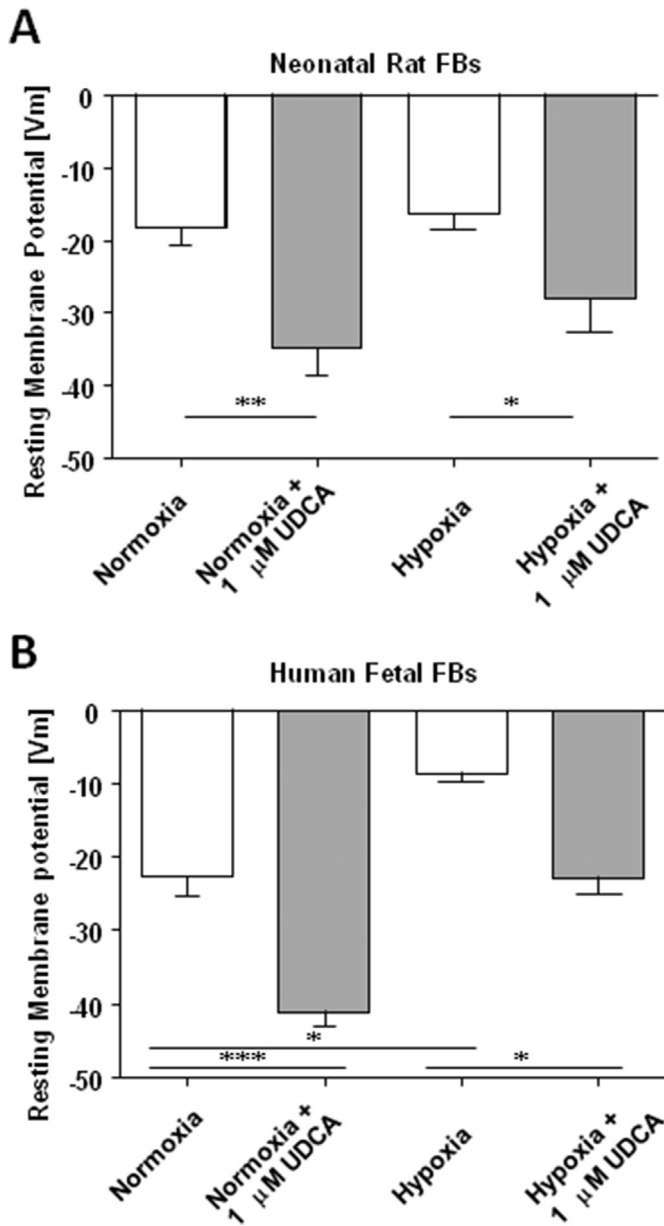 A
Neonatal Rat FBs
Resting Membrane Potential [Vm]
0
-10
-20
-30
-40
-50
**
*
Normoxia
Normoxia +
1 µM UDCA
Hypoxia
Hypoxia +
1 µM UDCA
B
Human Fetal FBs
Resting Membrane potential [Vm]
0
-10
-20
-30
-40
-50
*
***
*
Normoxia
Normoxia +
1 µM UDCA
Hypoxia
Hypoxia +
1 µM UDCA